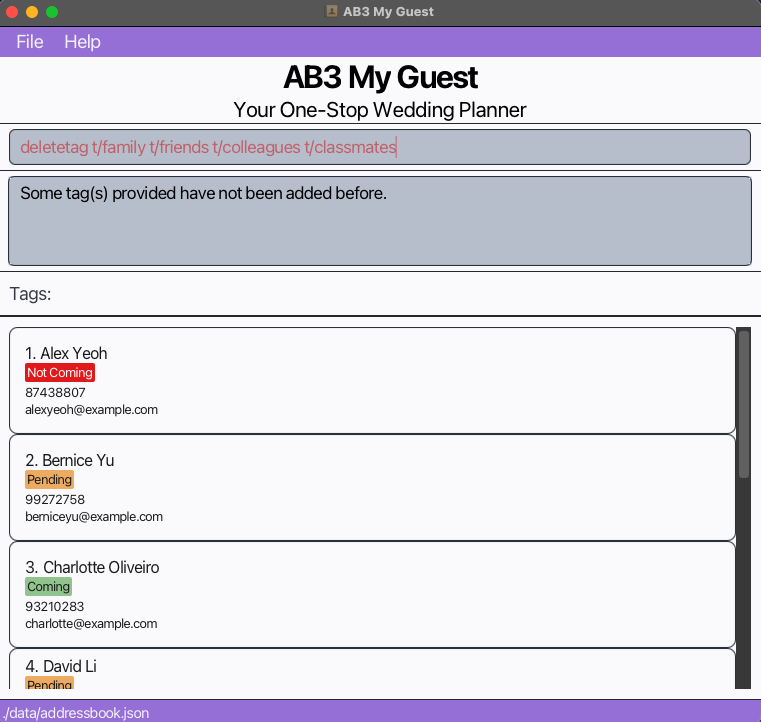 AB3 My Guest
File Help
AB3 My Guest
Your One-Stop Wedding Planner
deletetag t/family t/friends t/colleagues t/classmates
Some tag(s) provided have not been added before.
Tags:
1. Alex Yeoh
Not Coming
87438807
alexyeoh@example.com
2. Bernice Yu
Pending
99272758
berniceyu@example.com
3. Charlotte Oliveiro
Coming
93210283
charlotte@example.com
4. David Li
Pending
./data/addressbook.json